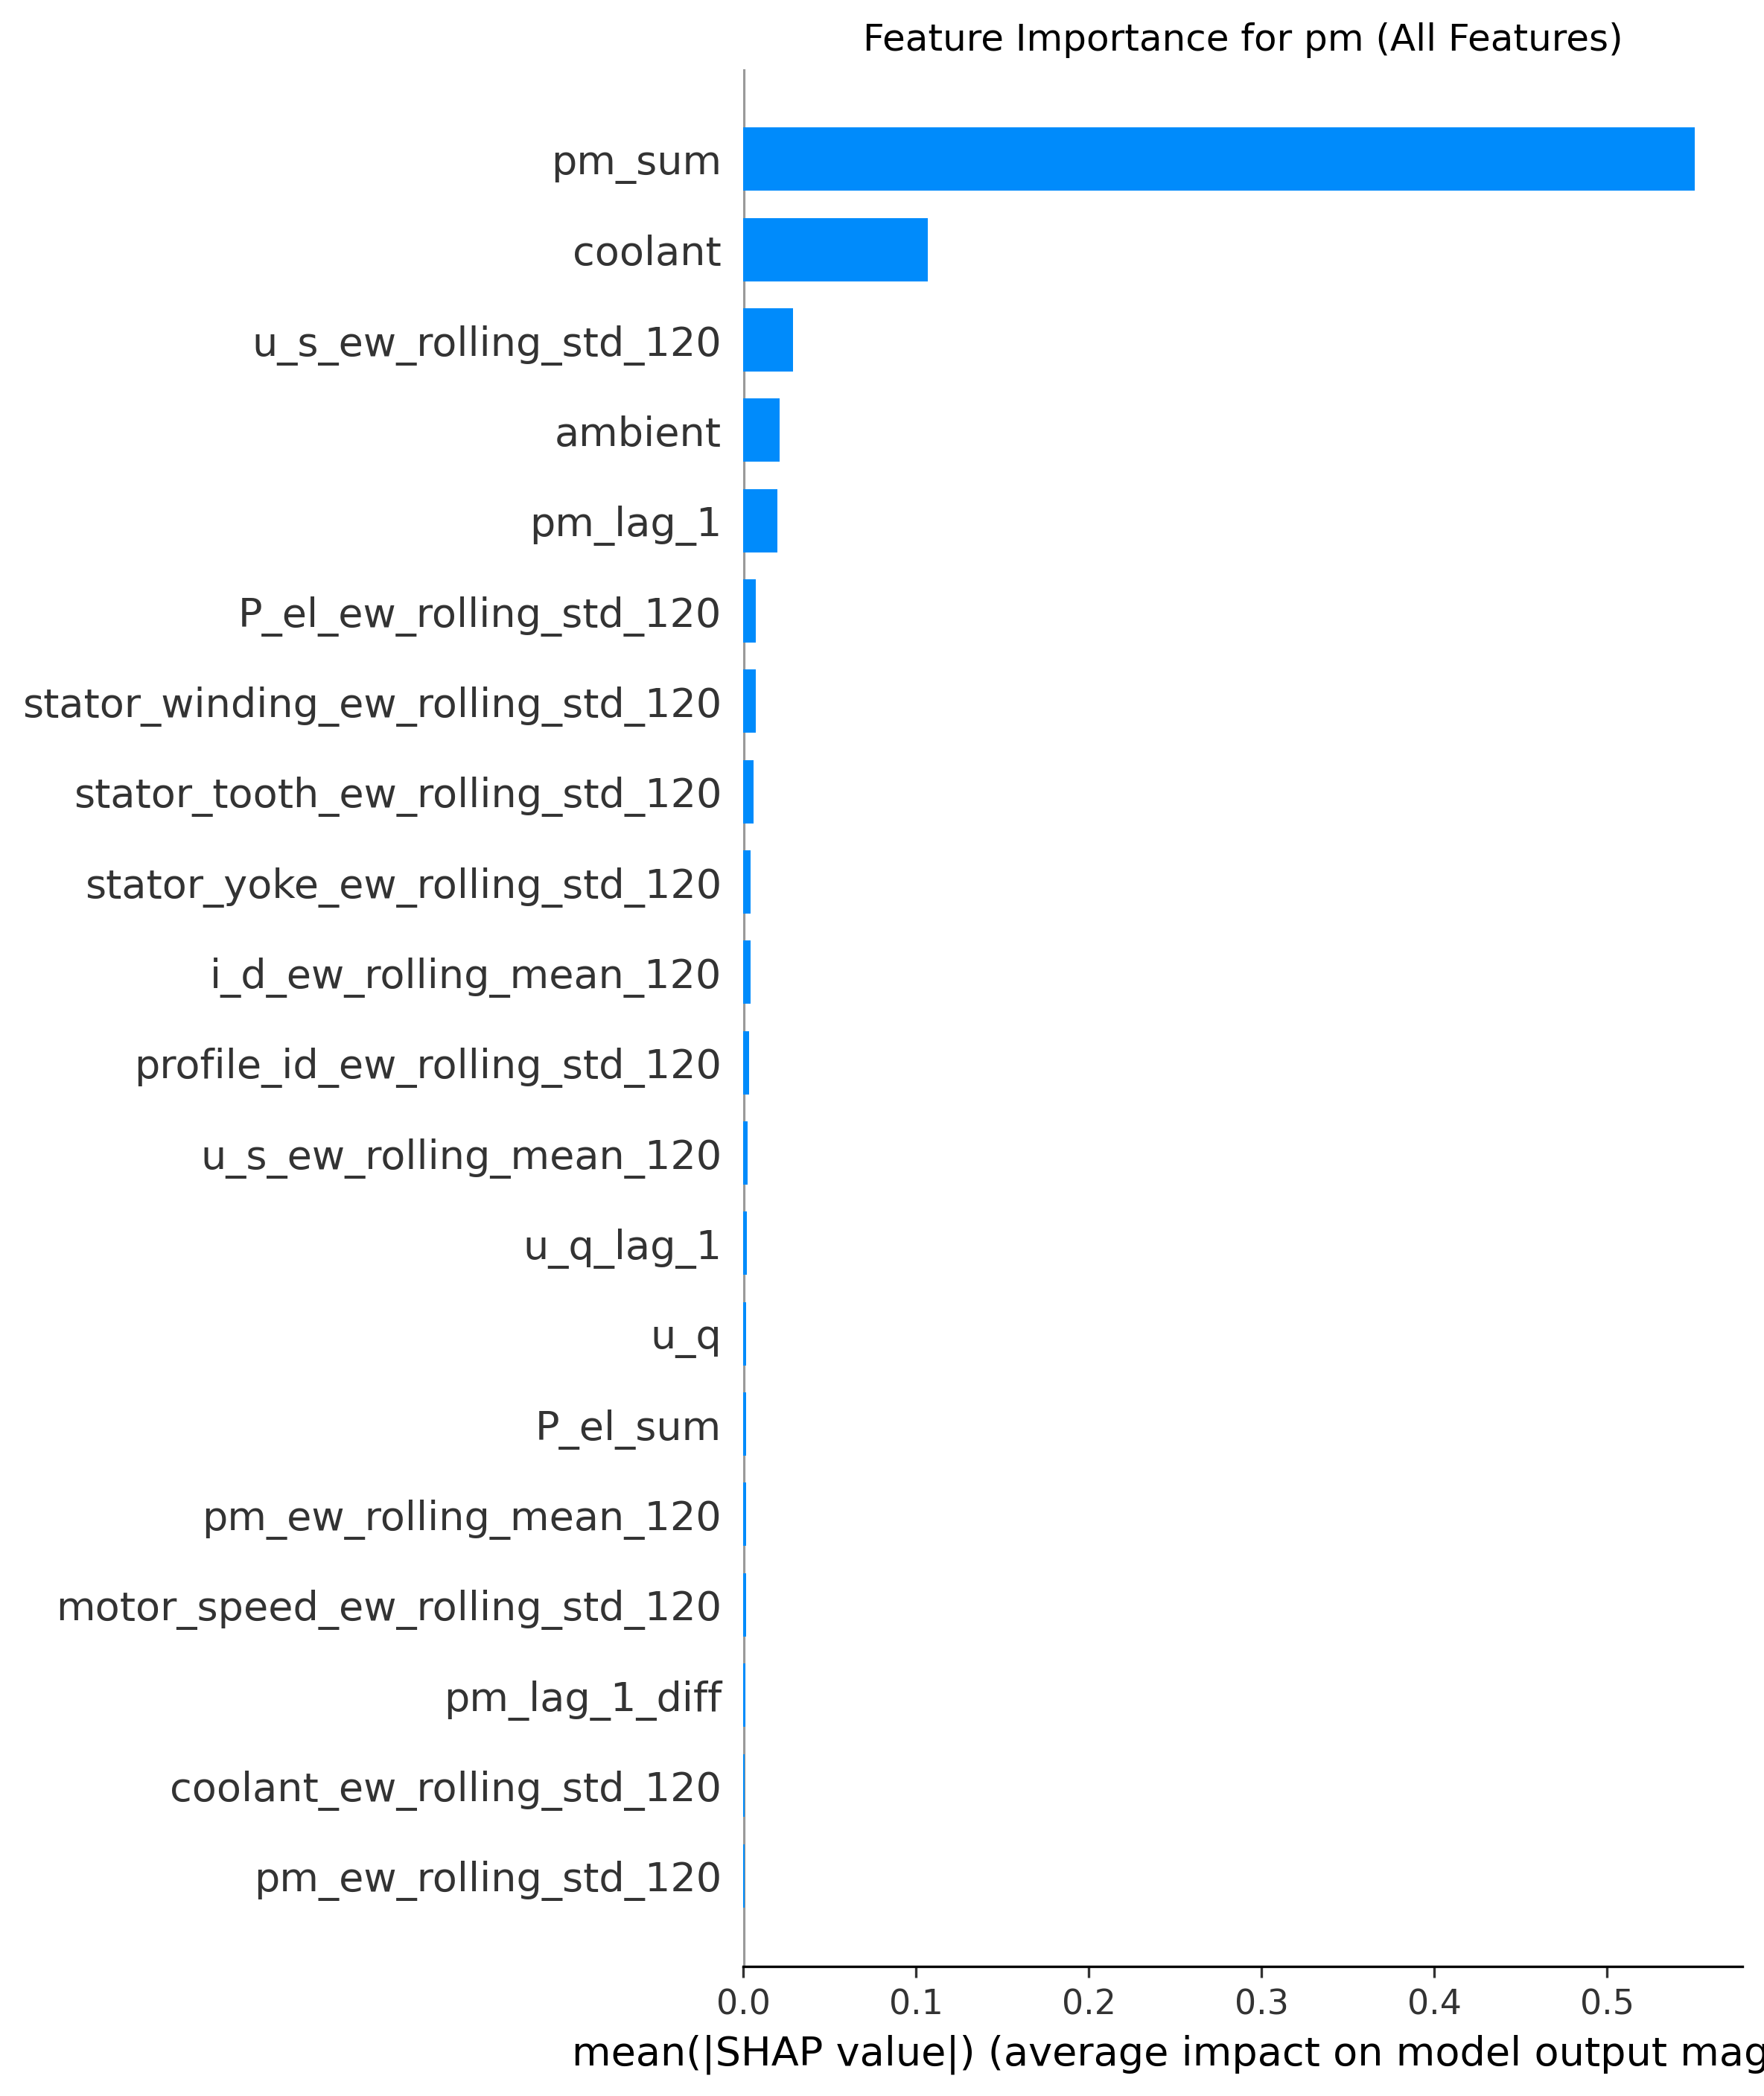 Feature Importance for pm (All Features)
pm_sum
coolant
u_s_ew_rolling_std_120
ambient
pm_lag_1
P_el_ew_rolling_std_120
stator_winding_ew_rolling_std_120
stator_tooth_ew_rolling_std_120
stator_yoke_ew_rolling_std_120
i_d_ew_rolling_mean_120
profile_id_ew_rolling_std_120
u_s_ew_rolling_mean_120
u_q_lag_1
u_q
P_el_sum
pm_ew_rolling_mean_120
motor_speed_ew_rolling_std_120
pm_lag_1_diff
coolant_ew_rolling_std_120
pm_ew_rolling_std_120
0.0 0.1 0.2 0.3 0.4 0.5
mean(|SHAP value|) (average impact on model output mag